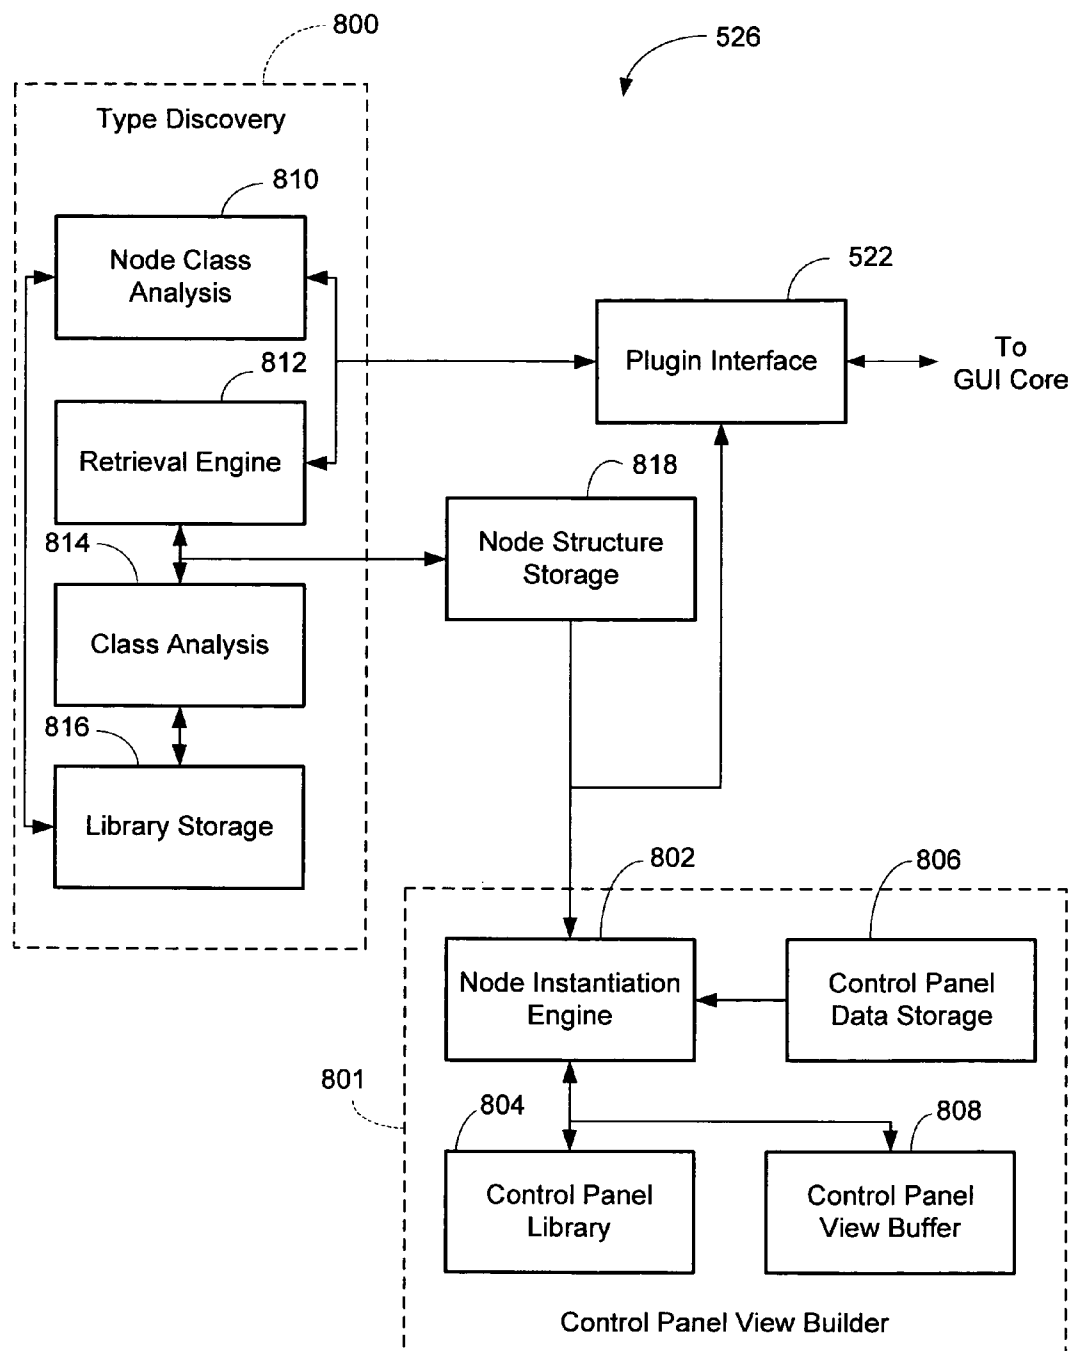 800
526
Type Discovery
810
Node Class
Analysis
522
Plugin Interface
To
GUI Core
812
Retrieval Engine
818
Node Structure
Storage
814
Class Analysis
816
Library Storage
802
806
Node Instantiation
Engine
Control Panel
Data Storage
801
804
808
Control Panel
Library
Control Panel
View Buffer
Control Panel View Builder